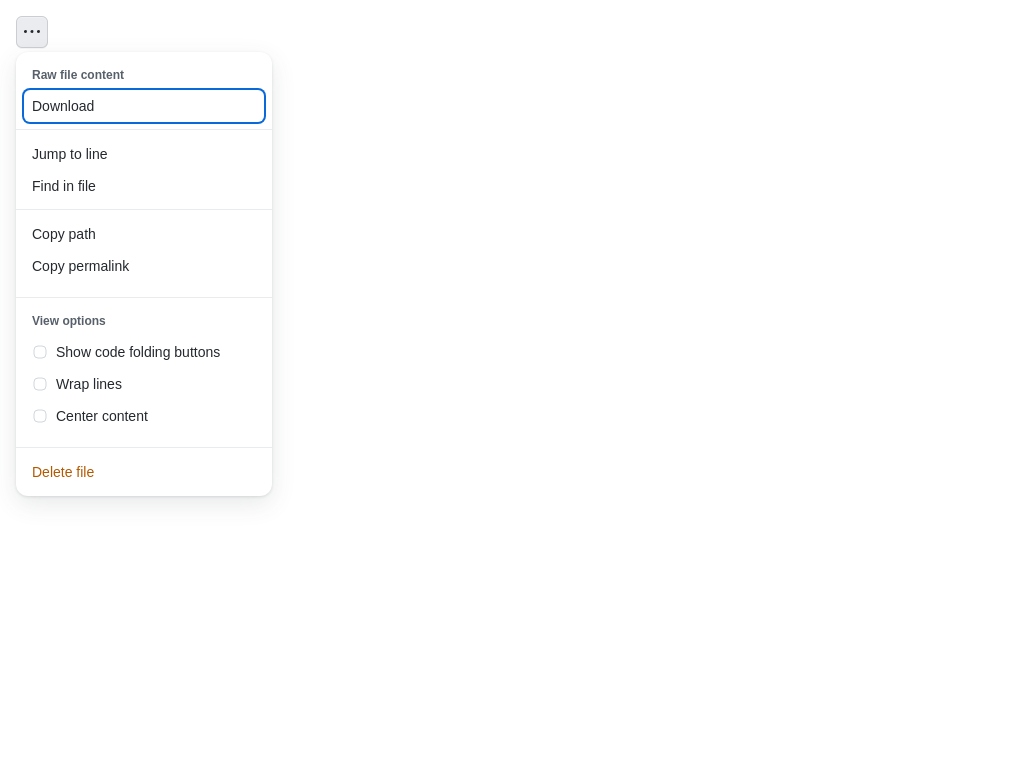 Raw file content
Download
Jump to line
Find in file
Copy path
Copy permalink
View options
Show code folding buttons
Wrap lines
Center content
Delete file